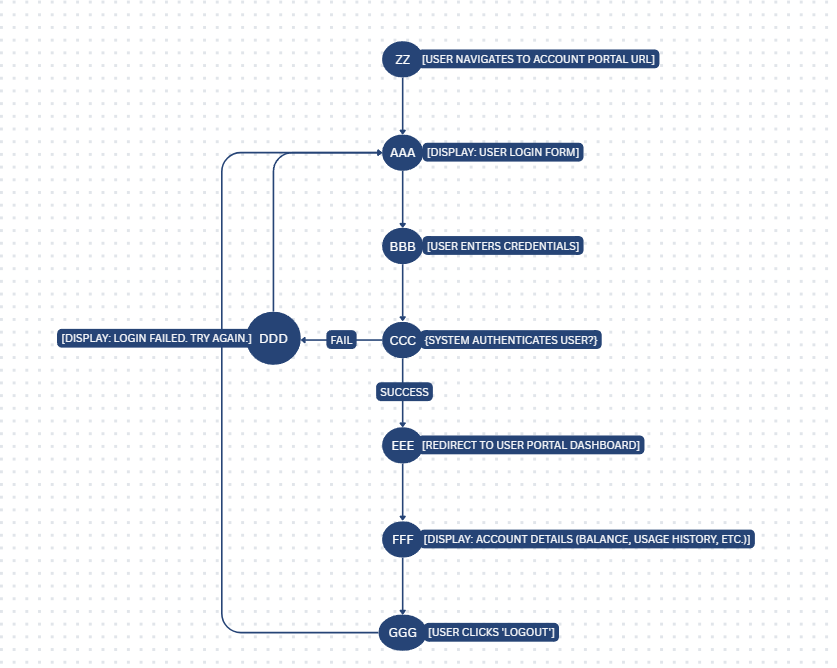 ZZ [USER NAVIGATES TO ACCOUNT PORTAL URL]
AAA [DISPLAY: USER LOGIN FORM]
BBB [USER ENTERS CREDENTIALS]
[DISPLAY: LOGIN FAILED. TRY AGAIN.] DDD FAIL CCC {SYSTEM AUTHENTICATES USER?}
SUCCESS
EEE [REDIRECT TO USER PORTAL DASHBOARD]
FFF [DISPLAY: ACCOUNT DETAILS (BALANCE, USAGE HISTORY, ETC.)]
GGG [USER CLICKS 'LOGOUT']